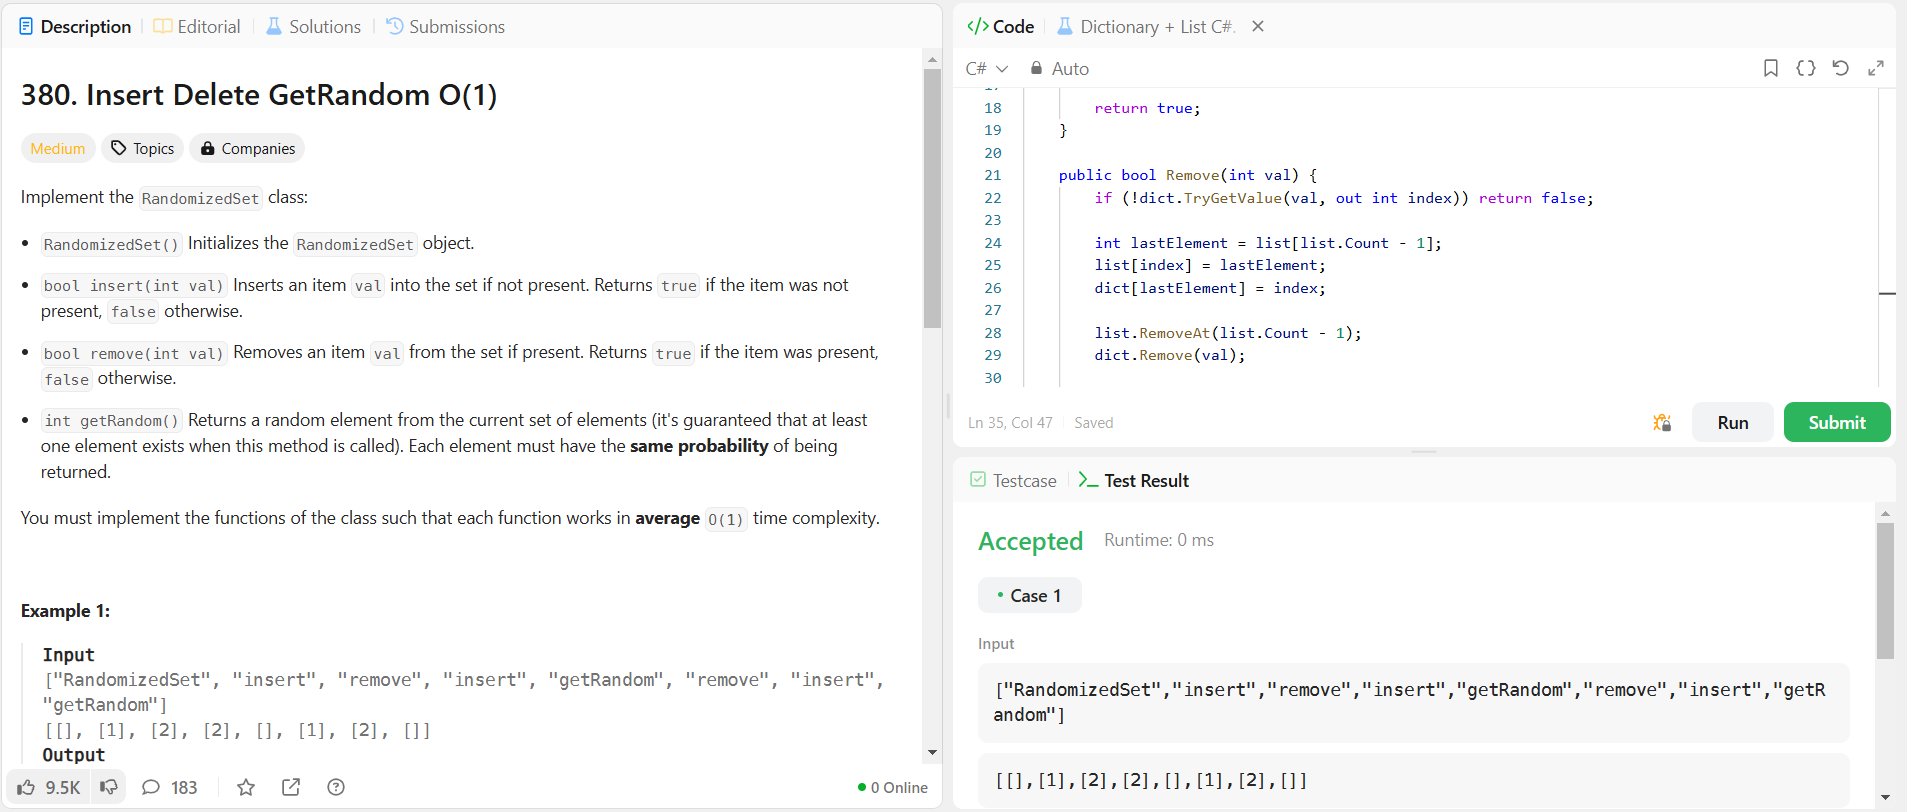 Description
Editorial
Solutions
Submissions
380. Insert Delete GetRandom O(1)
Medium
Topics
Companies
Implement the RandomizedSet class:
• RandomizedSet() Initializes the RandomizedSet object.
• bool insert(int val) Inserts an item val into the set if not present. Returns true if the item was not
present, false otherwise.
• bool remove(int val) Removes an item val from the set if present. Returns true if the item was present,
false otherwise.
• int getRandom() Returns a random element from the current set of elements (it's guaranteed that at least
one element exists when this method is called). Each element must have the same probability of being
returned.
You must implement the functions of the class such that each function works in average O(1) time complexity.
Example 1:
Input
["RandomizedSet", "insert", "remove", "insert", "getRandom", "remove", "insert",
"getRandom"]
[[], [1], [2], [2], [], [1], [2], []]
Output
9.5K
183
0 Online
Code
Dictionary + List C#.
C#
Auto
17
18 return true;
19 }
20
21 public bool Remove(int val) {
22 if (!dict.TryGetValue(val, out int index)) return false;
23
24 int lastElement = list[list.Count - 1];
25 list[index] = lastElement;
26 dict[lastElement] = index;
27
28 list.RemoveAt(list.Count - 1);
29 dict.Remove(val);
30
Ln 35, Col 47
Saved
Run
Submit
Testcase
Test Result
Accepted
Runtime: 0 ms
• Case 1
Input
["RandomizedSet","insert","remove","insert","getRandom","remove","insert","getR
andom"]
[[],[1],[2],[2],[],[1],[2],[]]